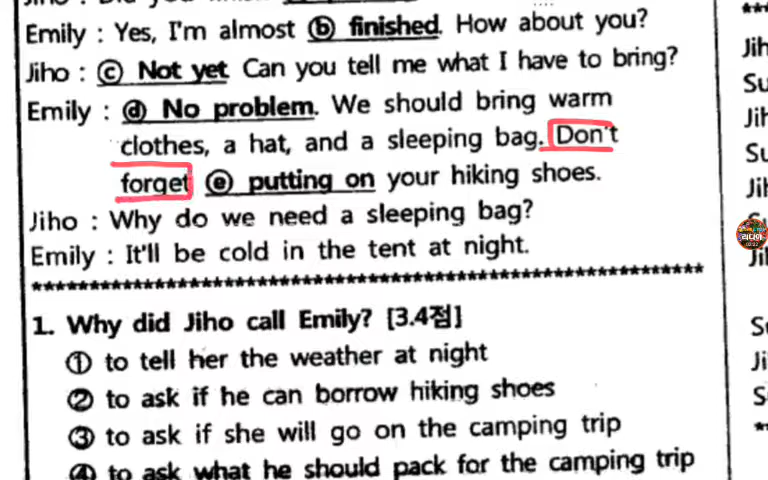 Emily : Yes, I'm almost ⓑ finished. How about you?
Jiho : ⓒ Not yet Can you tell me what I have to bring?
Emily : ⓓ No problem. We should bring warm
clothes, a hat, and a sleeping bag. Don't
forget ⓔ putting on your hiking shoes.
Jiho : Why do we need a sleeping bag?
Emily : It'll be cold in the tent at night.
1. Why did Jiho call Emily? [3.4점]
① to tell her the weather at night
② to ask if he can borrow hiking shoes
③ to ask if she will go on the camping trip
④ to ask what he should pack for the camping trip